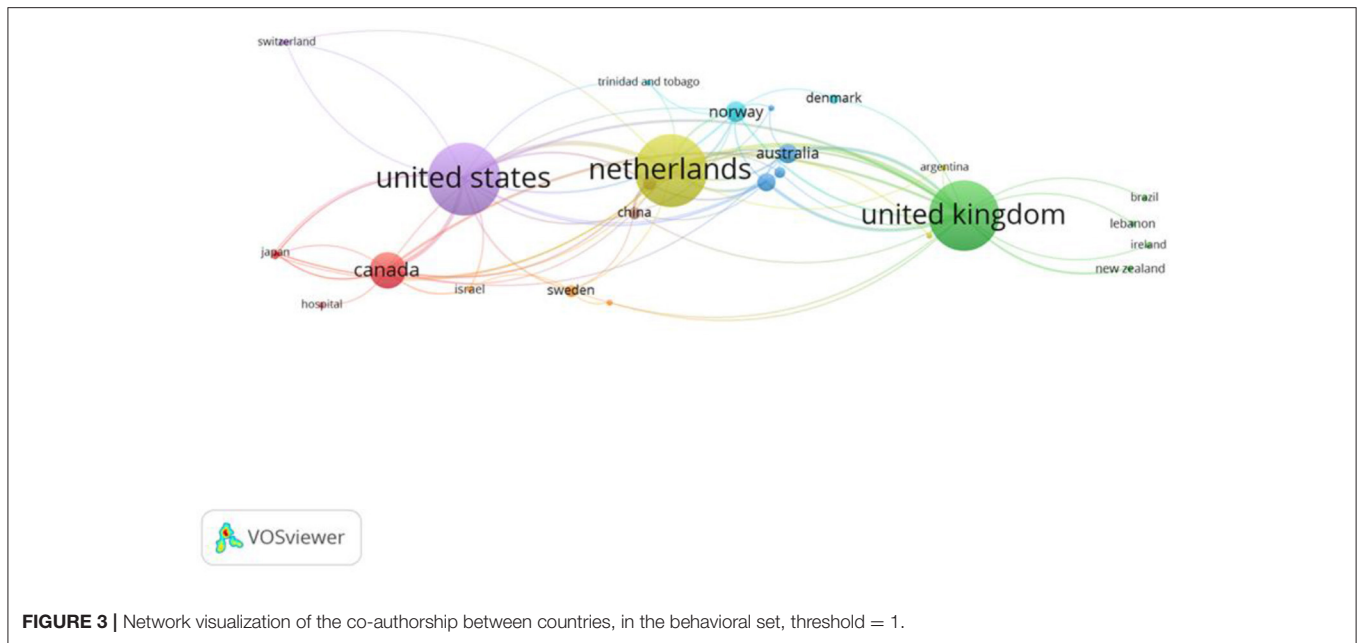 switzerland
trinidad and tobago
denmark
norway
australia
argentina
netherlands
united states
brazil
china
united kingdom
lebanon
ireland
japan
canada
new zealand
israel
sweden
hospital
VOSviewer
FIGURE 3 | Network visualization of the co-authorship between countries, in the behavioral set, threshold = 1.